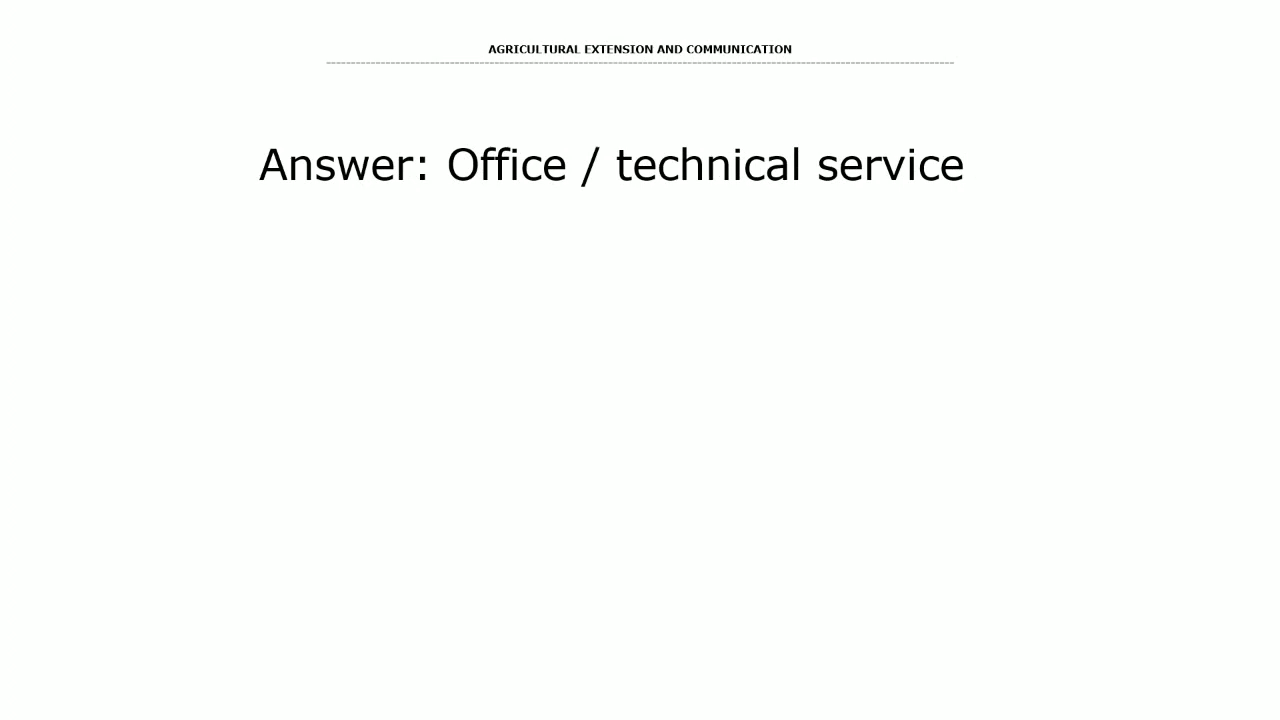 AGRICULTURAL EXTENSION AND COMMUNICATION
Answer: Office / technical service